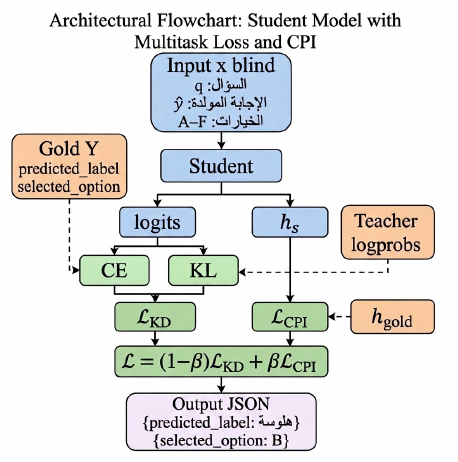 Architectural Flowchart: Student Model with
Multitask Loss and CPI
Input x blind
السؤال: q
الإجابة المولدة: ŷ
الخيارات: A–F
Gold Y
predicted_label
selected_option
Student
logits
hₛ
Teacher
logprobs
CE
KL
ℒ_KD
ℒ_CPI
h_gold
ℒ = (1−β)ℒ_KD + βℒ_CPI
Output JSON
{predicted_label: هلوسة}
{selected_option: B}